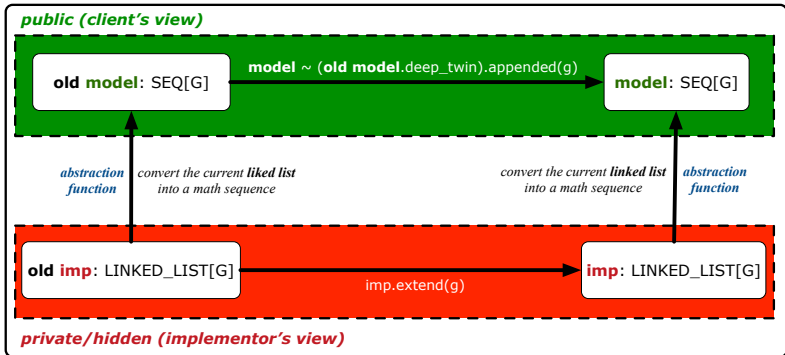 public (client's view)
old model: SEQ[G]
model ~ (old model.deep_twin).appended(g)
model: SEQ[G]
abstraction
function
convert the current liked list
into a math sequence
convert the current linked list
into a math sequence
abstraction
function
old imp: LINKED_LIST[G]
imp.extend(g)
imp: LINKED_LIST[G]
private/hidden (implementor's view)